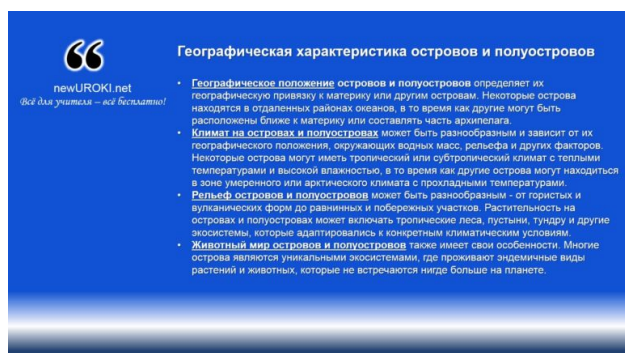 ❝
newUROKI.net
Всё для учителя – всё бесплатно!
Географическая характеристика островов и полуостровов
• Географическое положение островов и полуостровов определяет их
географическую привязку к материку или другим островам. Некоторые острова
находятся в отдаленных районах океанов, в то время как другие могут быть
расположены ближе к материку или составлять часть архипелага.
• Климат на островах и полуостровах может быть разнообразным и зависит от их
географического положения, окружающих водных масс, рельефа и других факторов.
Некоторые острова могут иметь тропический или субтропический климат с теплыми
температурами и высокой влажностью, в то время как другие острова могут находиться
в зоне умеренного или арктического климата с прохладными температурами.
• Рельеф островов и полуостровов может быть разнообразным - от гористых и
вулканических форм до равнинных и побережных участков. Растительность на
островах и полуостровах может включать тропические леса, пустыни, тундру и другие
экосистемы, которые адаптировались к конкретным климатическим условиям.
• Животный мир островов и полуостровов также имеет свои особенности. Многие
острова являются уникальными экосистемами, где проживают эндемичные виды
растений и животных, которые не встречаются нигде больше на планете.